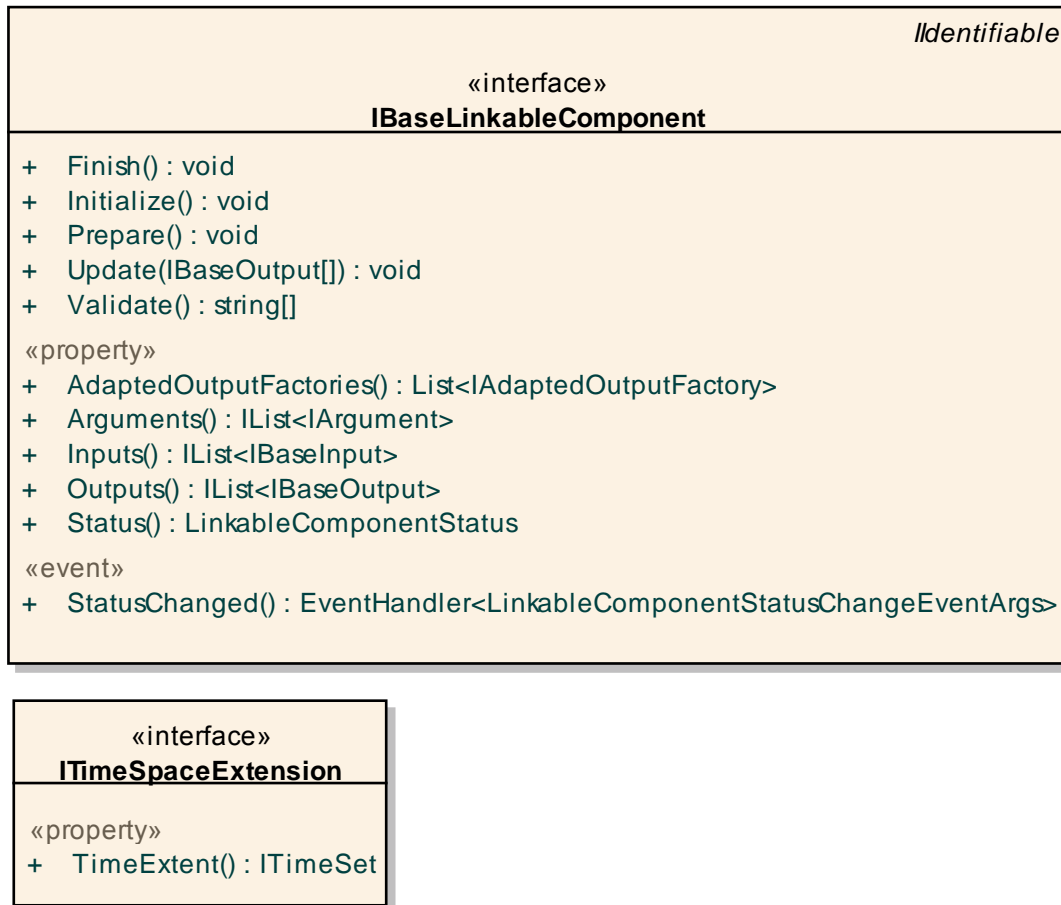 IIdentifiable
«interface»
IBaseLinkableComponent
+ Finish() : void
+ Initialize() : void
+ Prepare() : void
+ Update(IBaseOutput[]) : void
+ Validate() : string[]
«property»
+ AdaptedOutputFactories() : List<IAdaptedOutputFactory>
+ Arguments() : IList<IArgument>
+ Inputs() : IList<IBaseInput>
+ Outputs() : IList<IBaseOutput>
+ Status() : LinkableComponentStatus
«event»
+ StatusChanged() : EventHandler<LinkableComponentStatusChangeEventArgs>
«interface»
ITimeSpaceExtension
«property»
+ TimeExtent() : ITimeSet